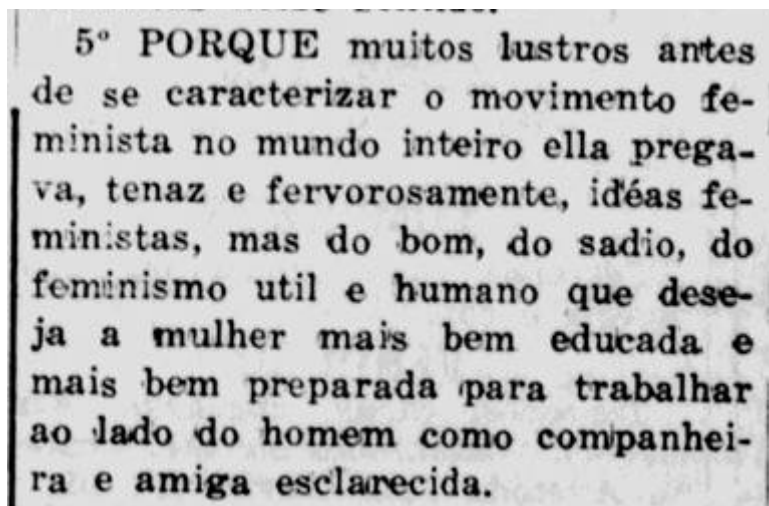 5º PORQUE muitos lustros antes
de se caracterizar o movimento fe-
minista no mundo inteiro ella prega-
va, tenaz e fervorosamente, idéas fe-
ministas, mas do bom, do sadio, do
feminismo util e humano que dese-
ja a mulher mais bem educada e
mais bem preparada para trabalhar
ao lado do homem como companhei-
ra e amiga esclarecida.